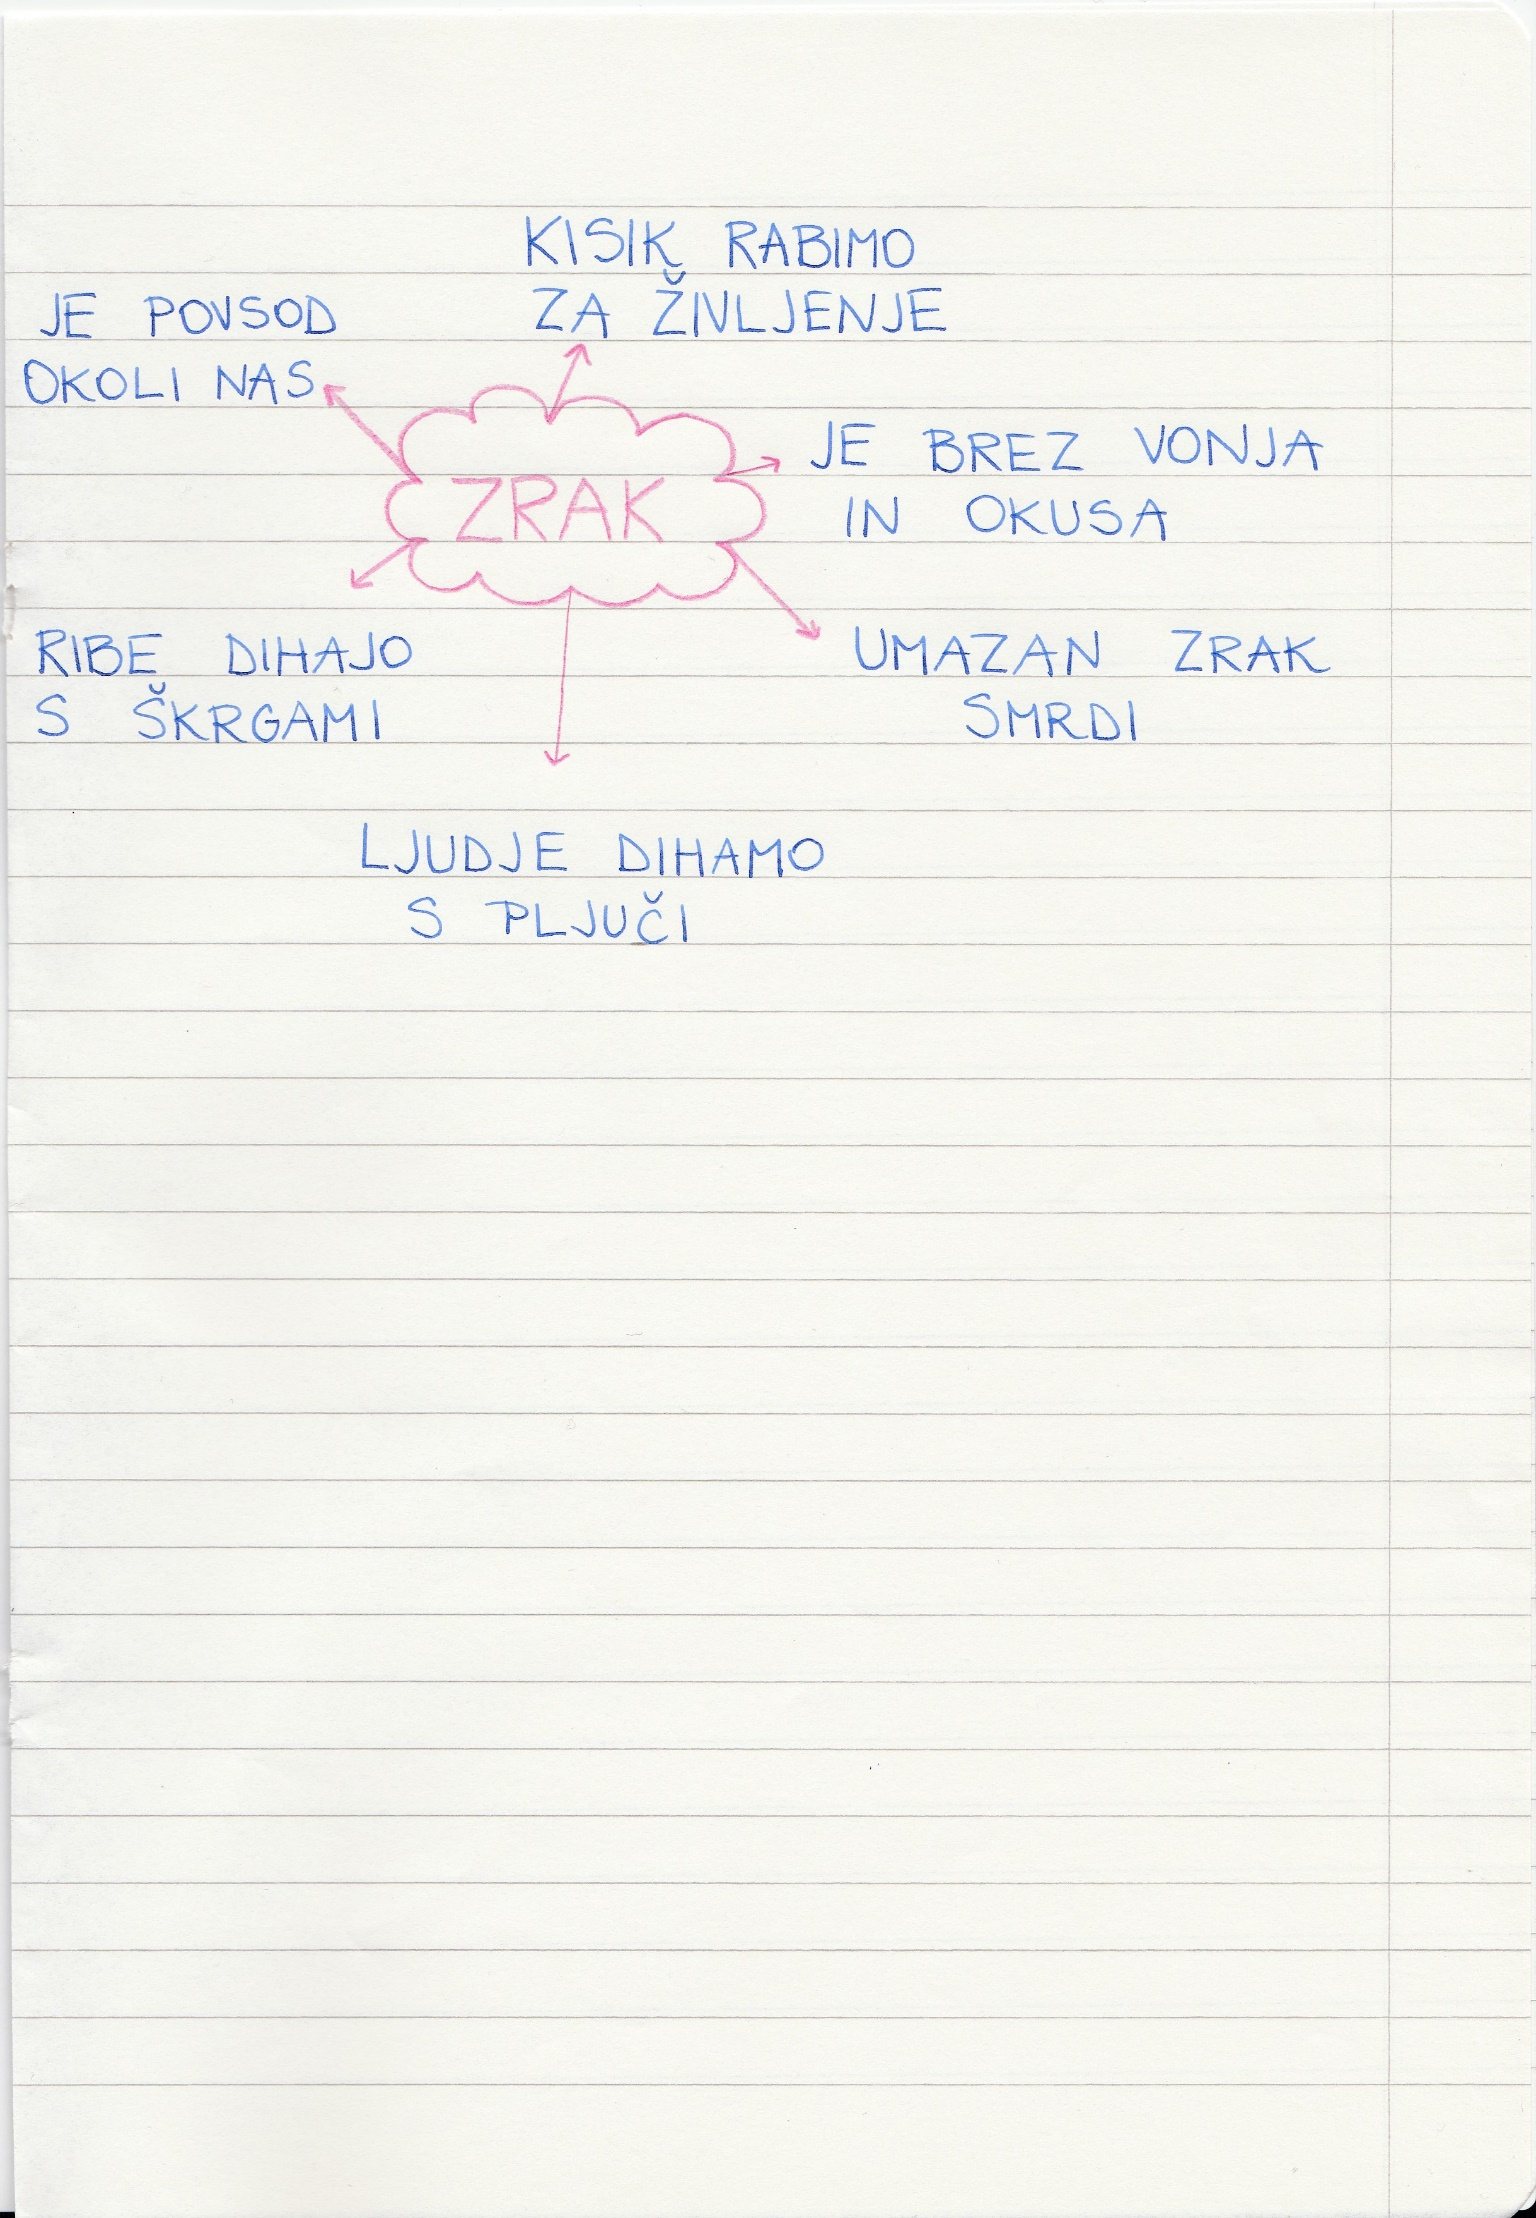 KISIK RABIMO
ZA ŽIVLJENJE
JE POVSOD
OKOLI NAS
JE BREZ VONJA
IN OKUSA
ZRAK
RIBE DIHAJO
S ŠKRGAMI
UMAZAN ZRAK
SMRDI
LJUDJE DIHAMO
S PLJUČI